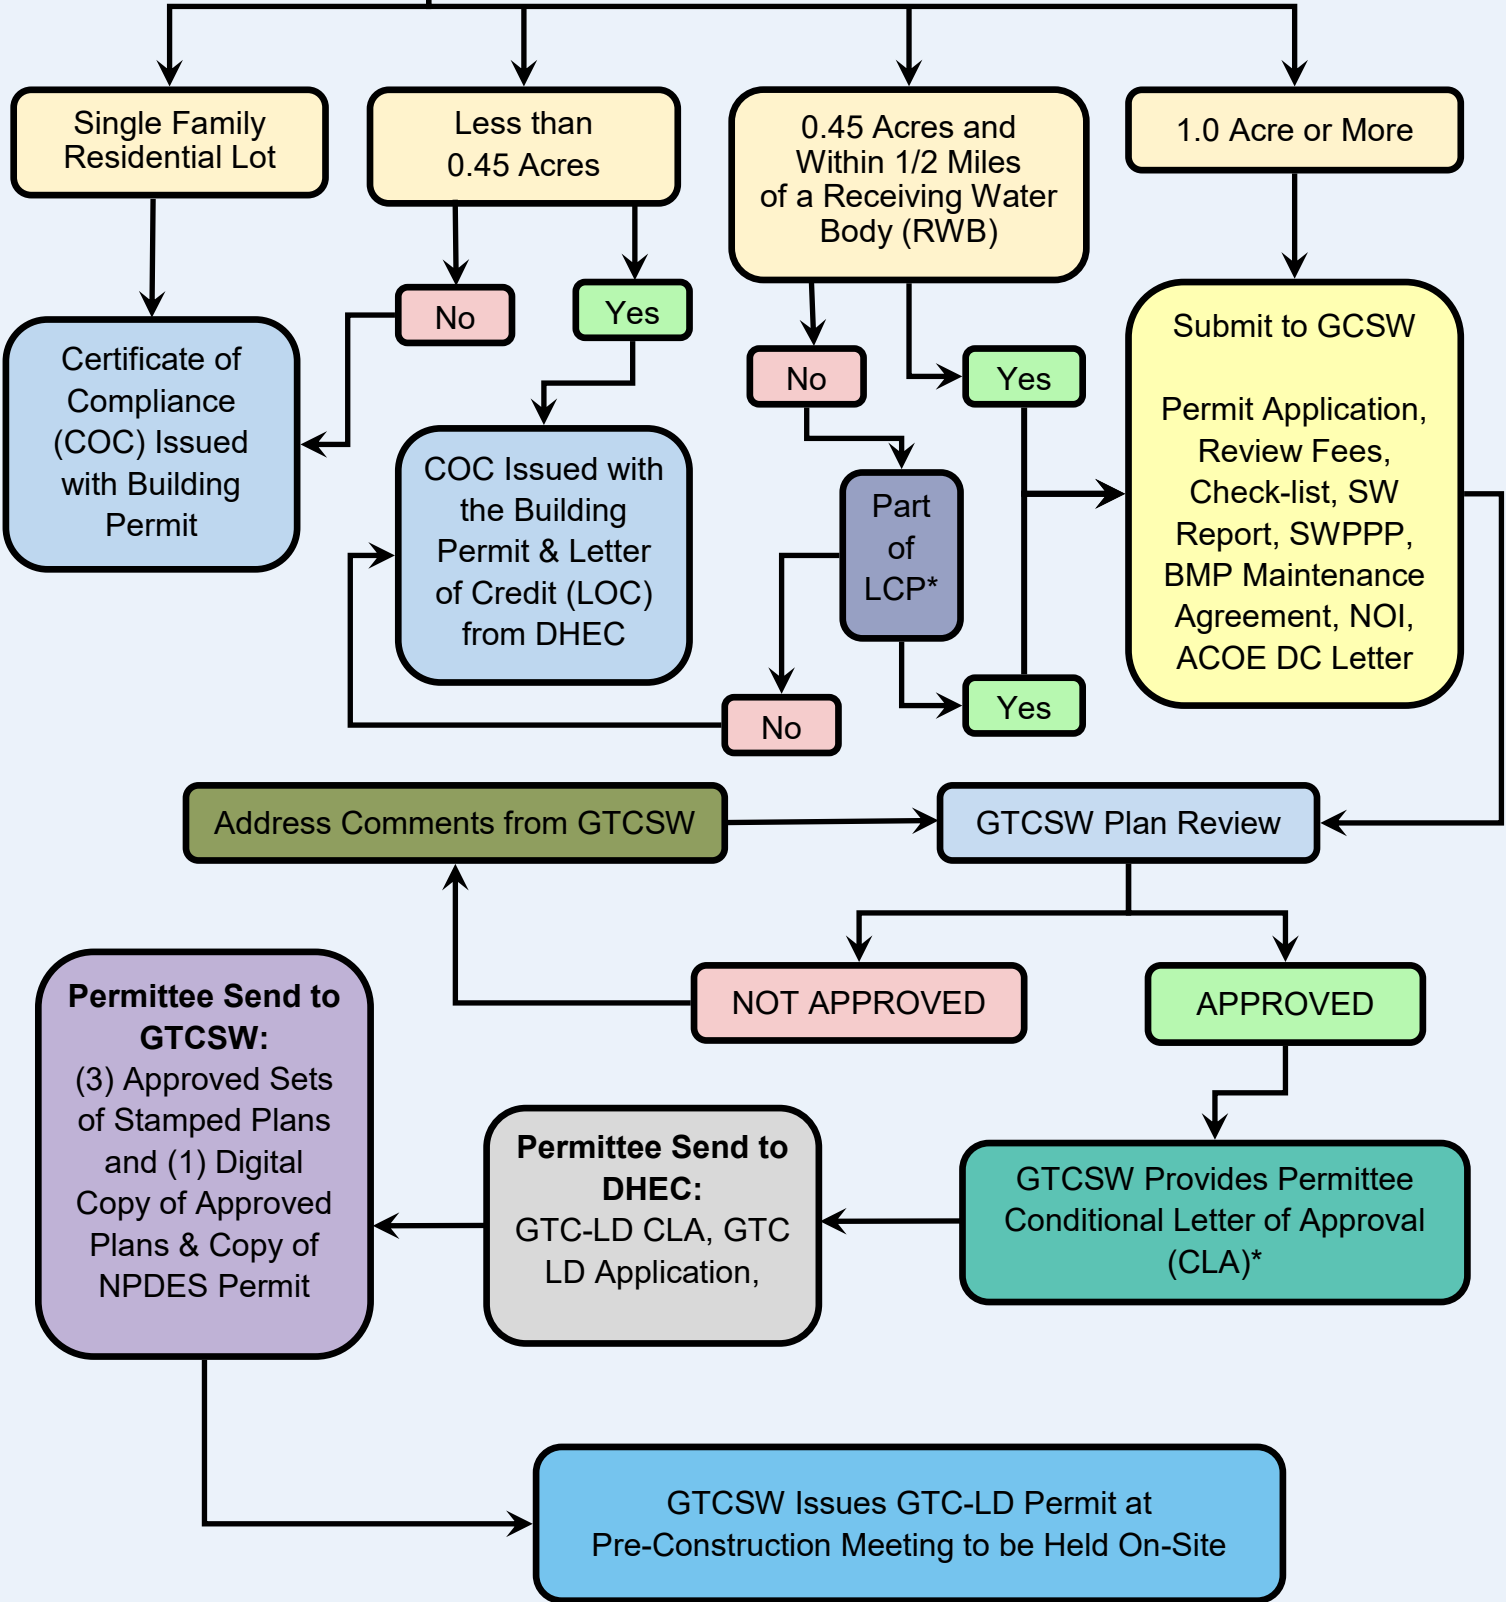 Single Family
Residential Lot
Less than
0.45 Acres
0.45 Acres and
Within 1/2 Miles
of a Receiving Water
Body (RWB)
1.0 Acre or More
No
Yes
No
Yes
Certificate of
Compliance
(COC) Issued
with Building
Permit
COC Issued with
the Building
Permit & Letter
of Credit (LOC)
from DHEC
Part
of
LCP*
No
Yes
Submit to GCSW
Permit Application,
Review Fees,
Check-list, SW
Report, SWPPP,
BMP Maintenance
Agreement, NOI,
ACOE DC Letter
Address Comments from GTCSW
GTCSW Plan Review
NOT APPROVED
APPROVED
Permittee Send to
GTCSW:
(3) Approved Sets
of Stamped Plans
and (1) Digital
Copy of Approved
Plans & Copy of
NPDES Permit
Permittee Send to
DHEC:
GTC-LD CLA, GTC
LD Application,
GTCSW Provides Permittee
Conditional Letter of Approval
(CLA)*
GTCSW Issues GTC-LD Permit at
Pre-Construction Meeting to be Held On-Site